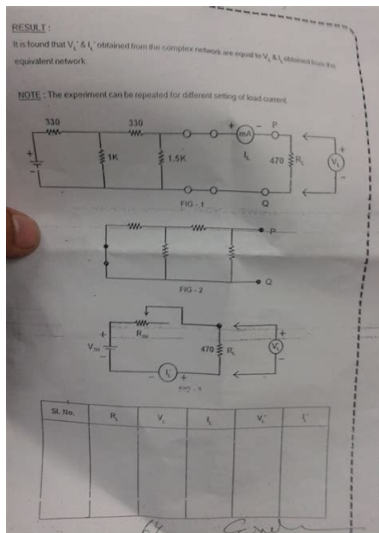 RESULT :
It is found that V_L' & I_L' obtained from the complex network are equal to V_L & I_L obtained from the
equivalent network
NOTE : The experiment can be repeated for different setting of load current
330 330 + mA - P
+ 1K 1.5K I_L 470 R_L + V_L -
FIG - 1 Q
P
Q
FIG - 2
R_TH
V_TH + - 470 R_L + V_L' -
- I_L' +
Sl. No. R_L V_L I_L V_L' I_L'